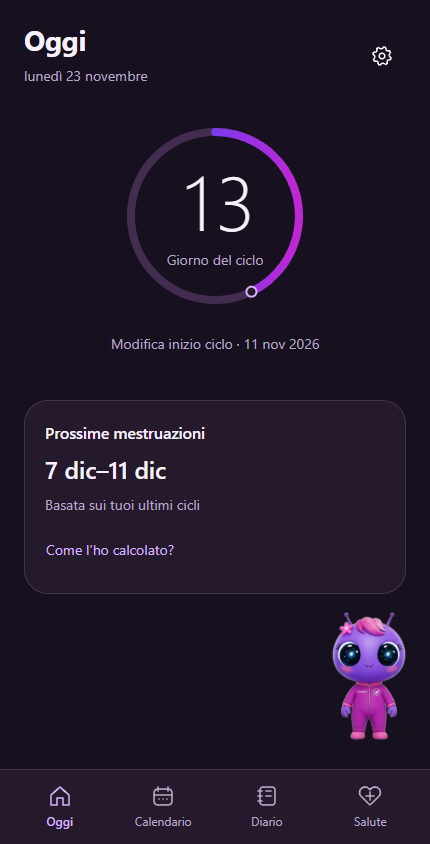 Oggi
lunedì 23 novembre
13
Giorno del ciclo
Modifica inizio ciclo · 11 nov 2026
Prossime mestruazioni
7 dic–11 dic
Basata sui tuoi ultimi cicli
Come l’ho calcolato?
Oggi
Calendario
Diario
Salute